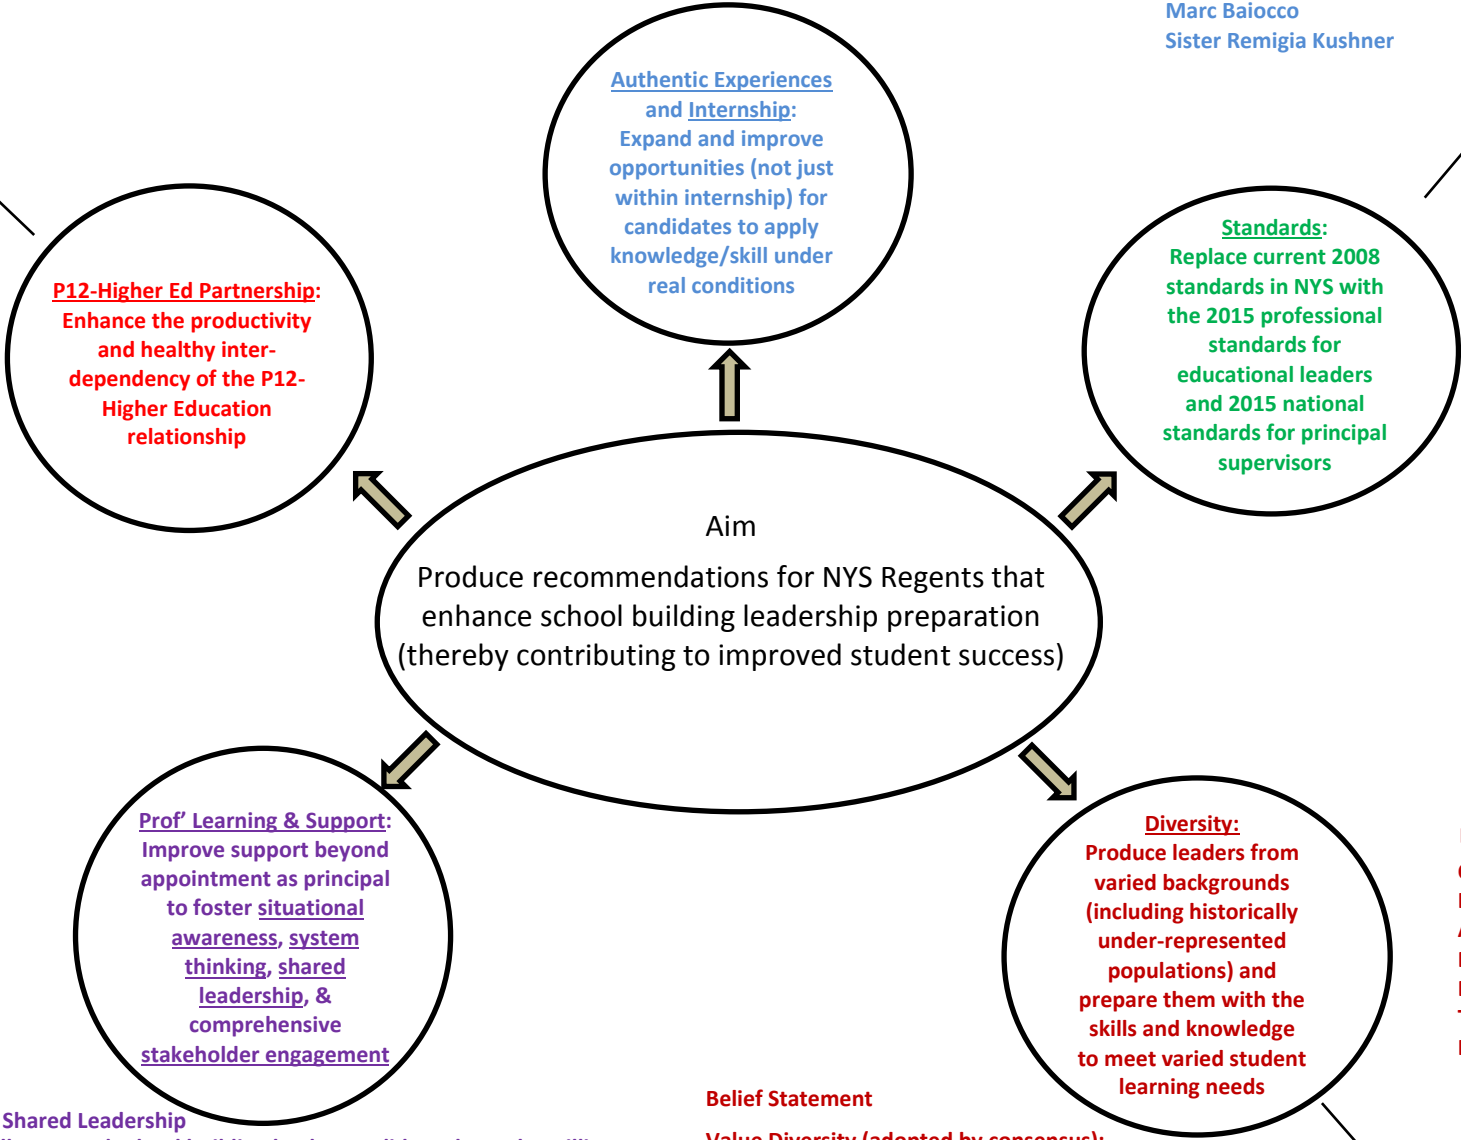 Marc Baiocco
Sister Remigia Kushner
Authentic Experiences
and Internship:
Expand and improve
opportunities (not just
within internship) for
candidates to apply
knowledge/skill under
real conditions
P12-Higher Ed Partnership:
Enhance the productivity
and healthy inter-
dependency of the P12-
Higher Education
relationship
Standards:
Replace current 2008
standards in NYS with
the 2015 professional
standards for
educational leaders
and 2015 national
standards for principal
supervisors
Aim
Produce recommendations for NYS Regents that
enhance school building leadership preparation
(thereby contributing to improved student success)
Prof’ Learning & Support:
Improve support beyond
appointment as principal
to foster situational
awareness, system
thinking, shared
leadership, &
comprehensive
stakeholder engagement
Diversity:
Produce leaders from
varied backgrounds
(including historically
under-represented
populations) and
prepare them with the
skills and knowledge
to meet varied student
learning needs
Shared Leadership
Belief Statement
Value Diversity (adopted by consensus):